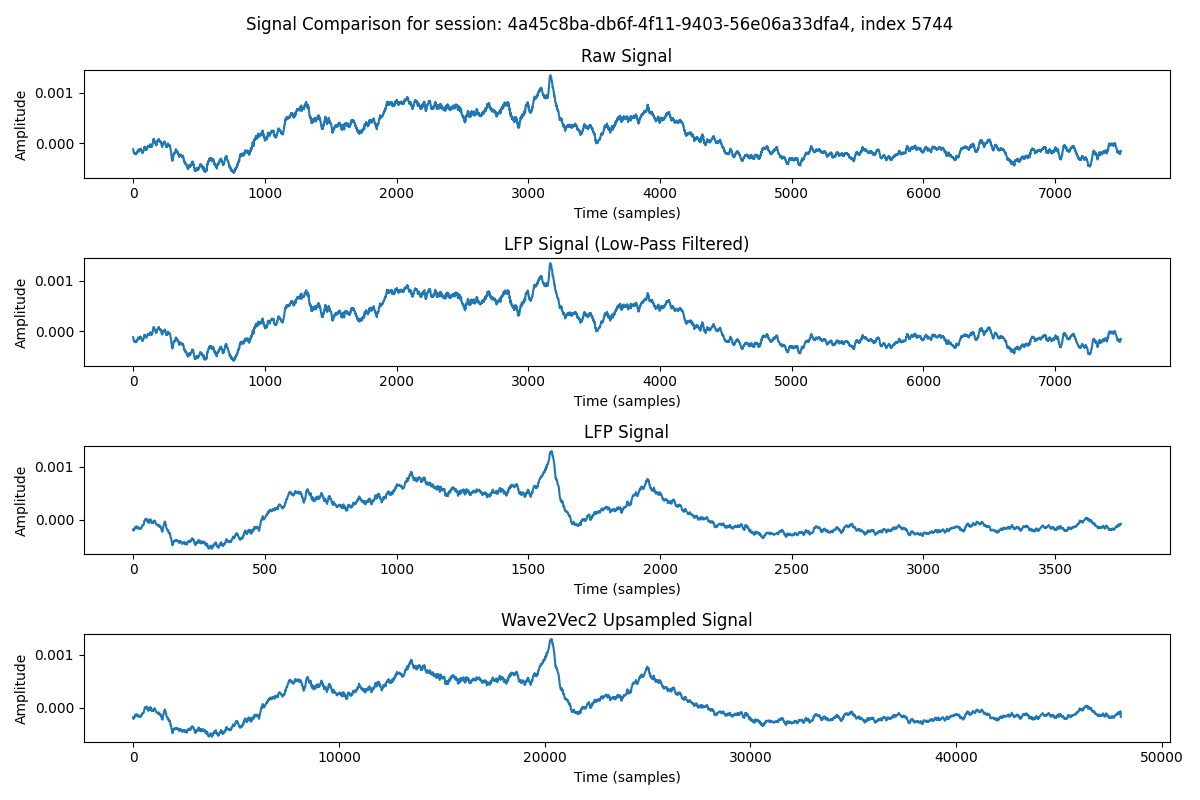 Signal Comparison for session: 4a45c8ba-db6f-4f11-9403-56e06a33dfa4, index 5744
Raw Signal
Amplitude
0.001
0.000
0 1000 2000 3000 4000 5000 6000 7000
Time (samples)
LFP Signal (Low-Pass Filtered)
Amplitude
0.001
0.000
0 1000 2000 3000 4000 5000 6000 7000
Time (samples)
LFP Signal
Amplitude
0.001
0.000
0 500 1000 1500 2000 2500 3000 3500
Time (samples)
Wave2Vec2 Upsampled Signal
Amplitude
0.001
0.000
0 10000 20000 30000 40000 50000
Time (samples)